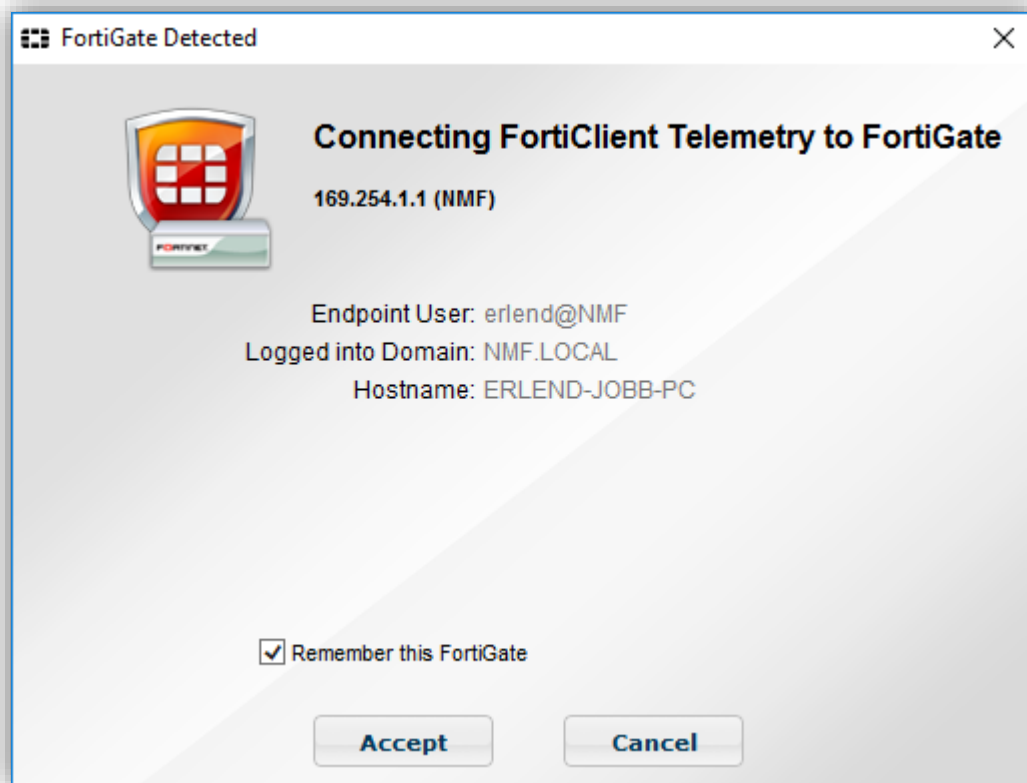 FortiGate Detected
Connecting FortiClient Telemetry to FortiGate
169.254.1.1 (NMF)
FORTINET
Endpoint User: erlend@NMF
Logged into Domain: NMF.LOCAL
Hostname: ERLEND-JOBB-PC
Remember this FortiGate
Accept Cancel